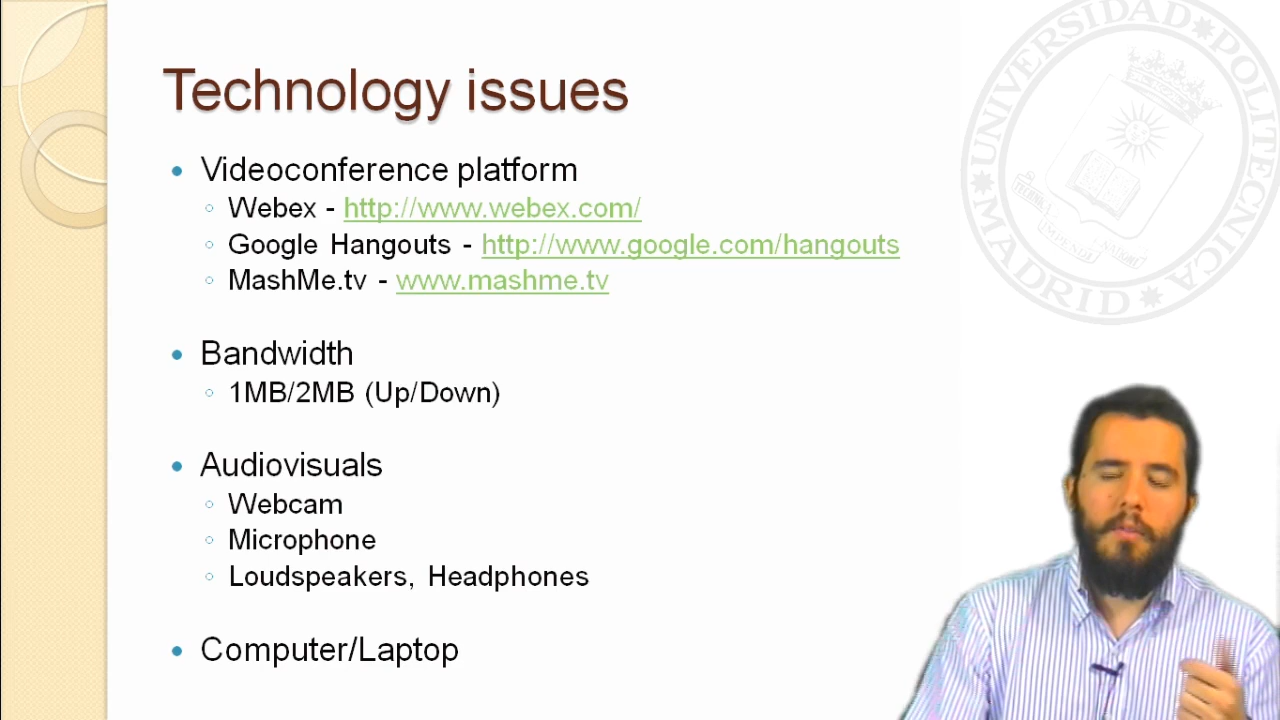 Technology issues
Videoconference platform
Webex - http://www.webex.com/
Google Hangouts - http://www.google.com/hangouts
MashMe.tv - www.mashme.tv
Bandwidth
1MB/2MB (Up/Down)
Audiovisuals
Webcam
Microphone
Loudspeakers, Headphones
Computer/Laptop
UNIVERSIDAD POLITECNICA
MADRID